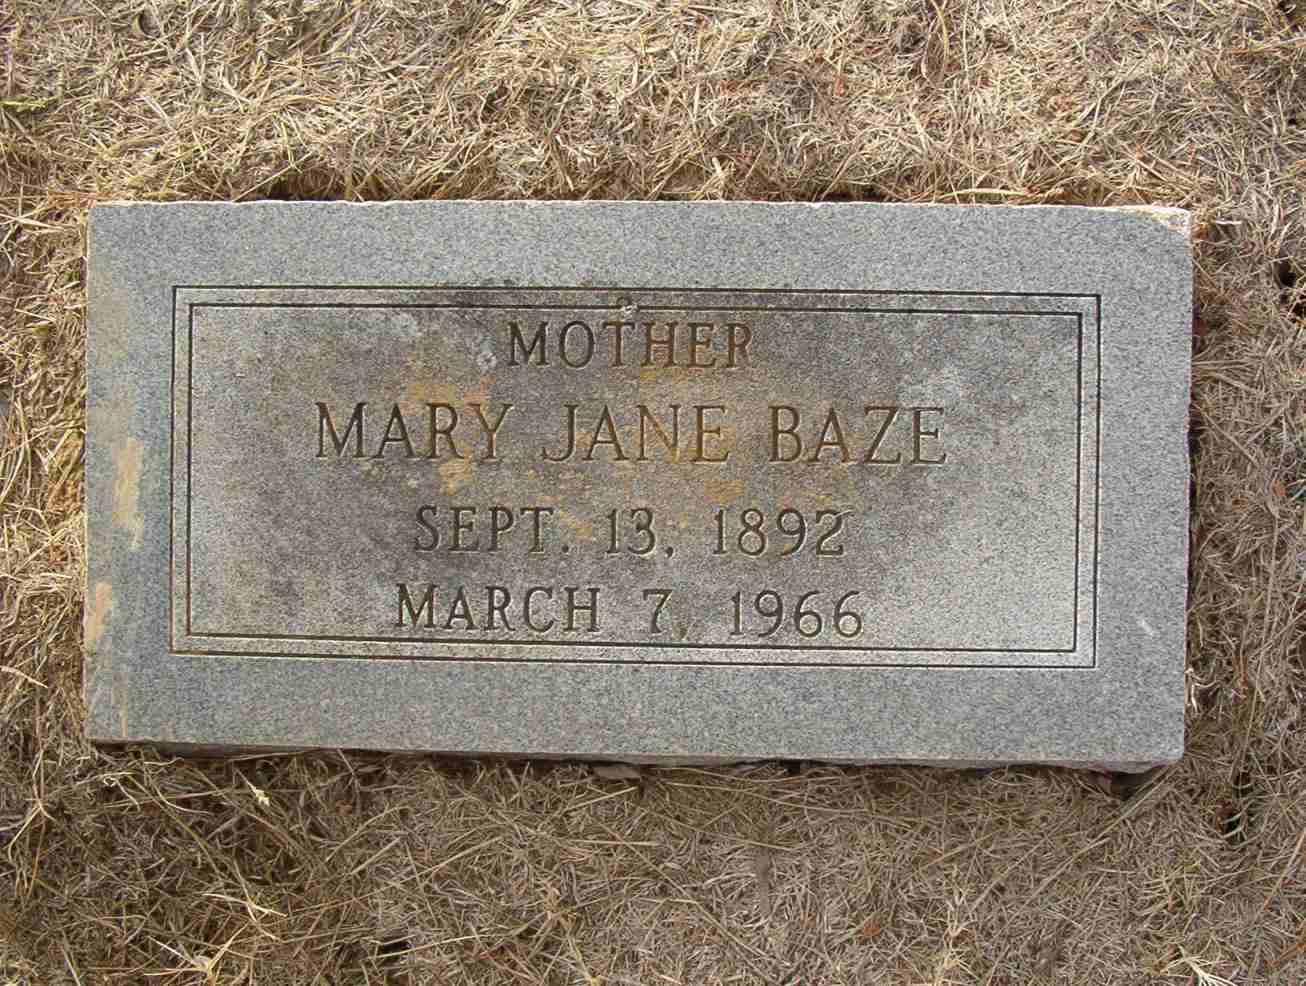 MOTHER
MARY JANE BAZE
SEPT. 13, 1892
MARCH 7, 1966